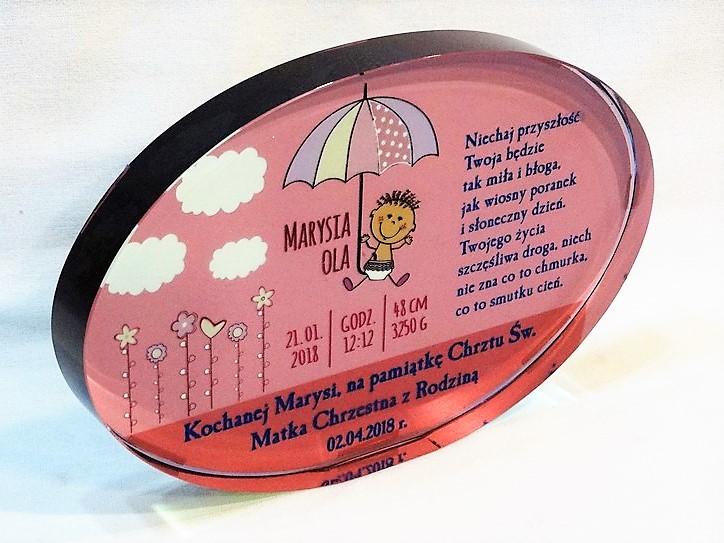 MARYSIA
OLA
21.01.
2018
GODZ.
12:12
48 CM
3250 G
Niechaj przyszłość
Twoja będzie
tak miła i błoga,
jak wiosny poranek
i słoneczny dzień.
Twojego życia
szczęśliwa droga, niech
nie zna co to chmurka,
co to smutku cień.
Kochanej Marysi, na pamiątkę Chrztu Św.
Matka Chrzestna z Rodziną
02.04.2018 r.